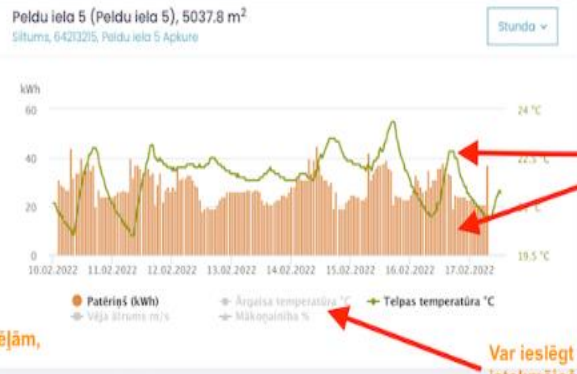 Peldu iela 5 (Peldu iela 5), 5037.8 m²
Siltums, 64213215, Peldu iela 5 Apkure
Stunda
kWh
60
40
20
0
24 °C
22.5 °C
19.5 °C
10.02.2022 11.02.2022 12.02.2022 13.02.2022 14.02.2022 15.02.2022 16.02.2022 17.02.2022
Patēriņš (kWh) Ārgaisa temperatūra °C Telpas temperatūra °C
Vēja ātrums m/s Mākoņainība %
ējām,
Var ieslēgt